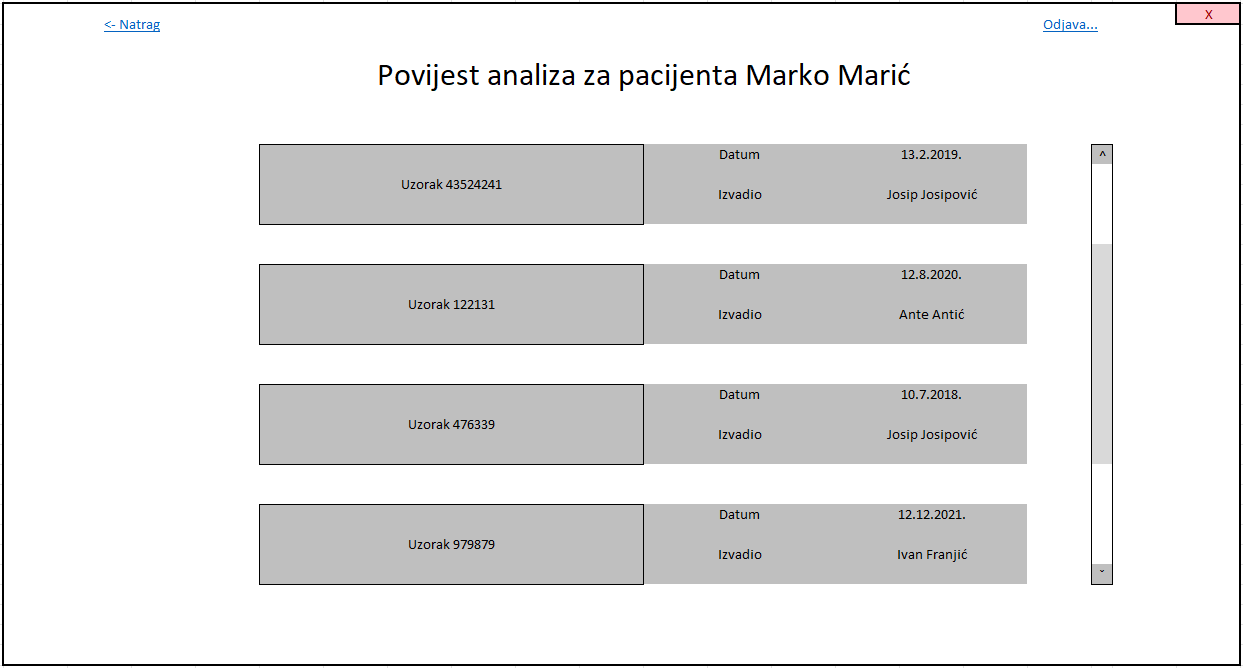 <- Natrag
Odjava...
X
Povijest analiza za pacijenta Marko Marić
Uzorak 43524241
Datum 13.2.2019.
Izvadio Josip Josipović
^
Uzorak 122131
Datum 12.8.2020.
Izvadio Ante Antić
Uzorak 476339
Datum 10.7.2018.
Izvadio Josip Josipović
Uzorak 979879
Datum 12.12.2021.
Izvadio Ivan Franjić
ˇ